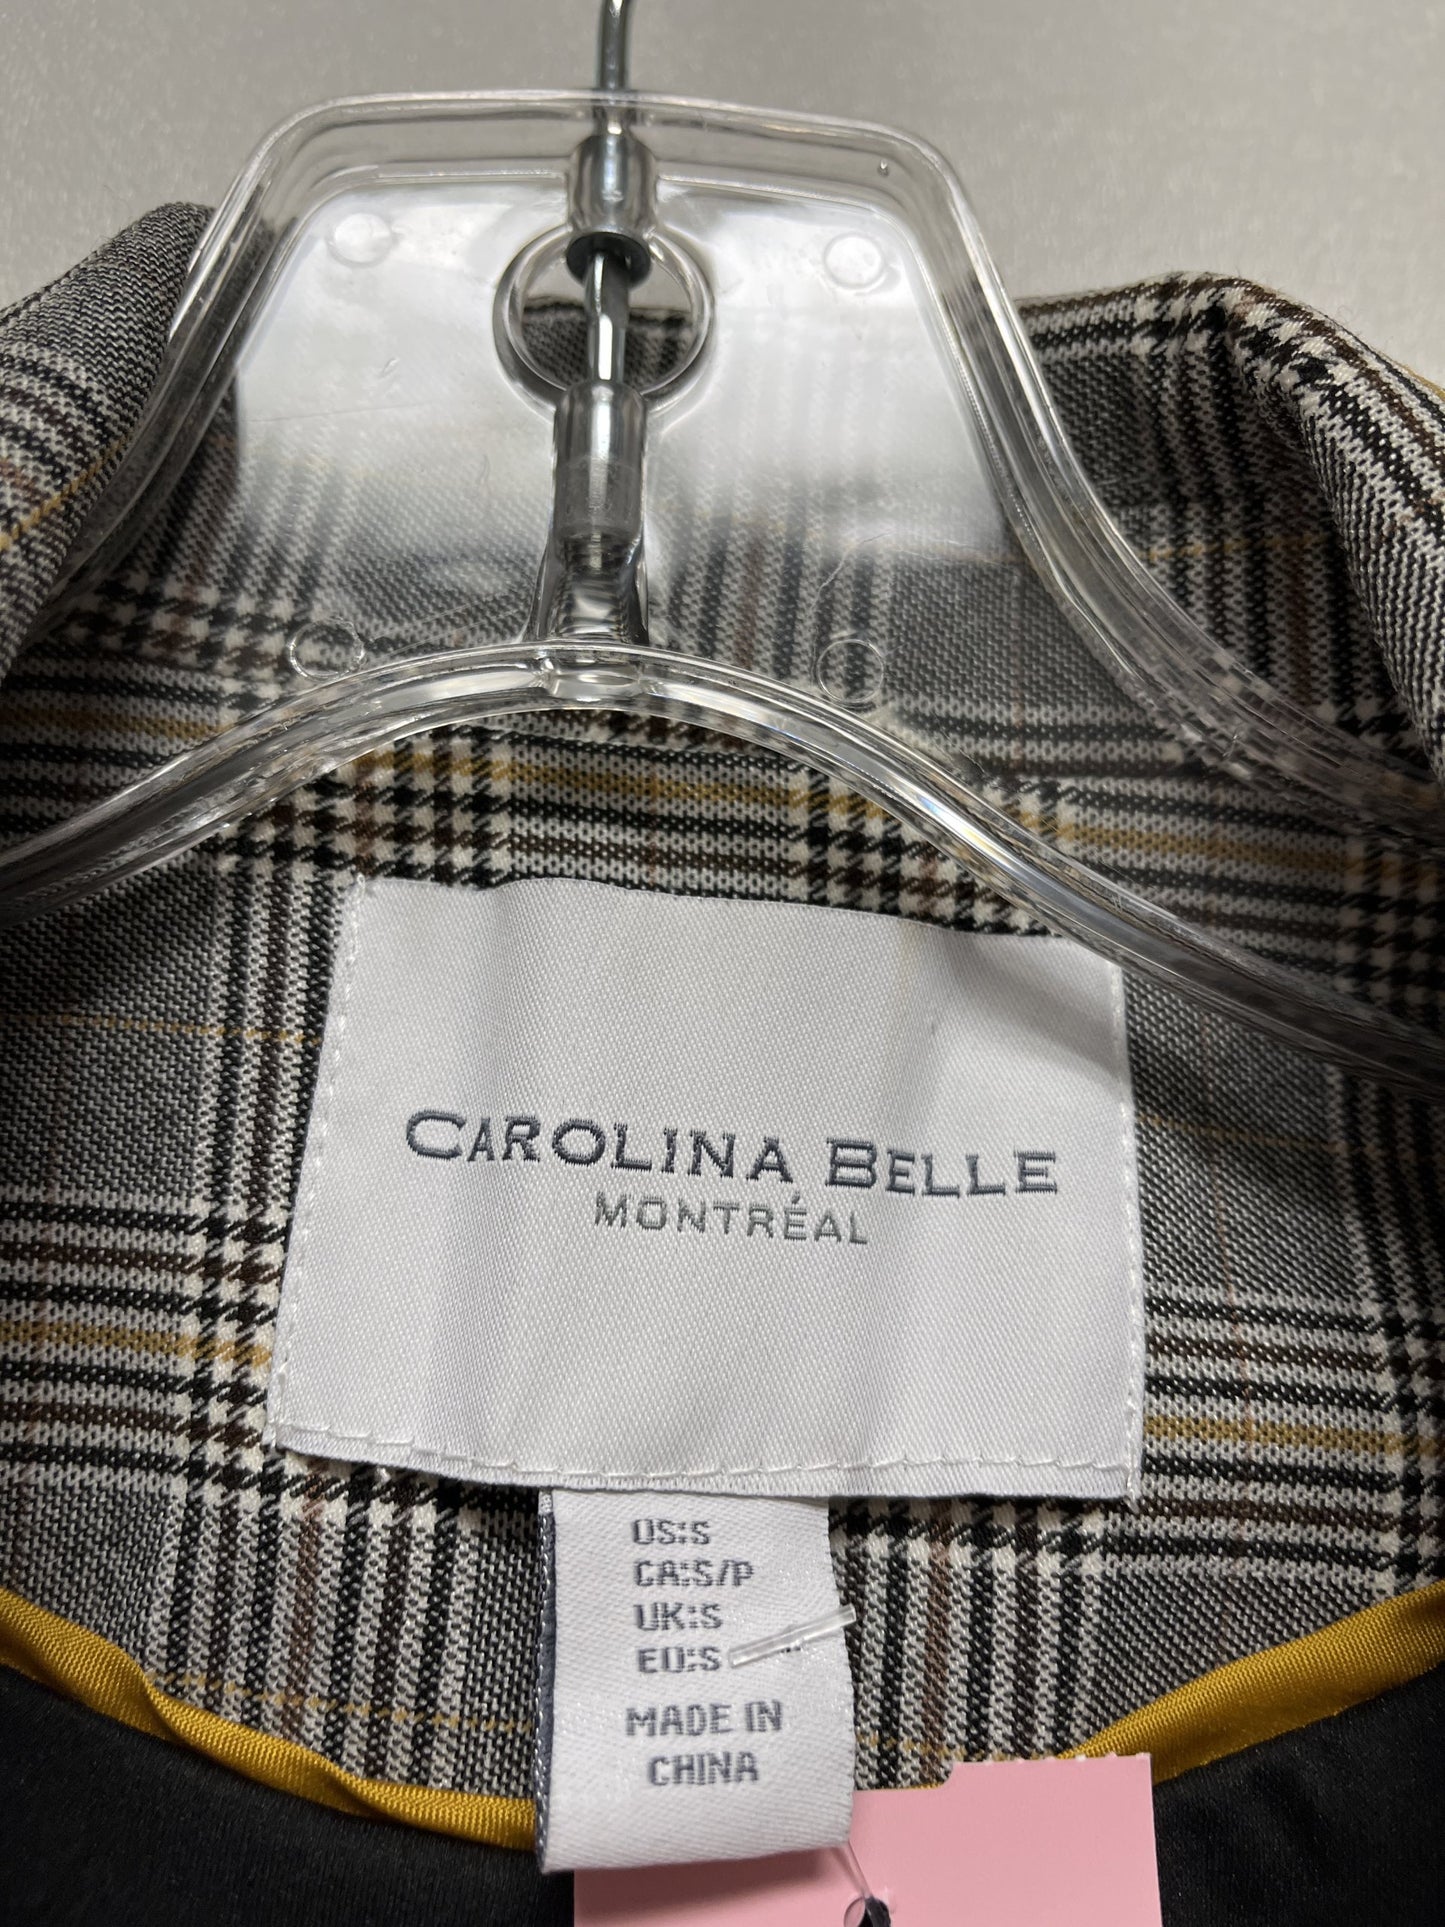 CAROLINA BELLE
MONTRÉAL
US:S
CA:S/P
UK:S
EU:S
MADE IN
CHINA